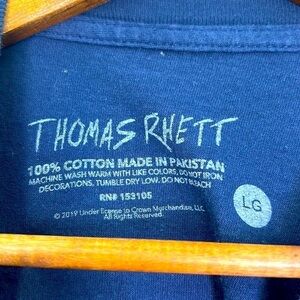 THOMAS RHETT
100% COTTON MADE IN PAKISTAN
MACHINE WASH WARM WITH LIKE COLORS, DO NOT IRON
DECORATIONS, TUMBLE DRY LOW. DO NOT BLEACH
RN# 153105
LG
© 2019 Under license to Crown Merchandise, LLC.
All Rights Reserved.